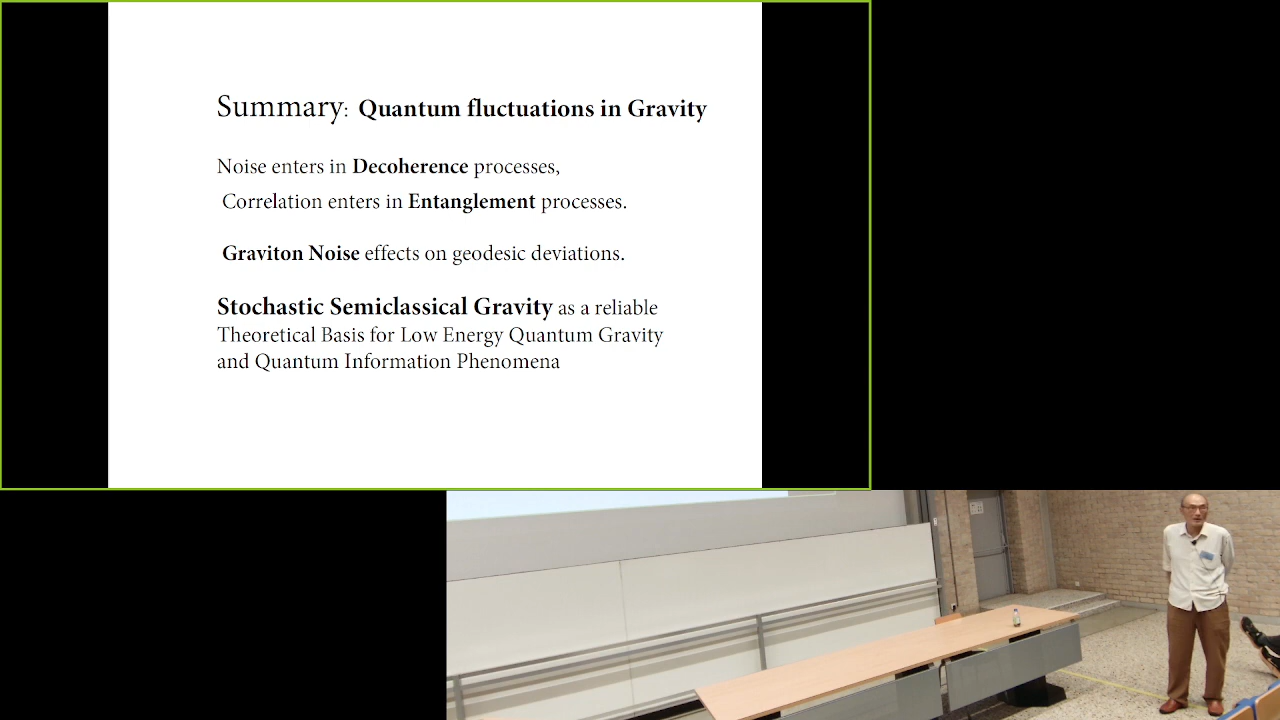 Summary: Quantum fluctuations in Gravity
Noise enters in Decoherence processes,
Correlation enters in Entanglement processes.
Graviton Noise effects on geodesic deviations.
Stochastic Semiclassical Gravity as a reliable
Theoretical Basis for Low Energy Quantum Gravity
and Quantum Information Phenomena